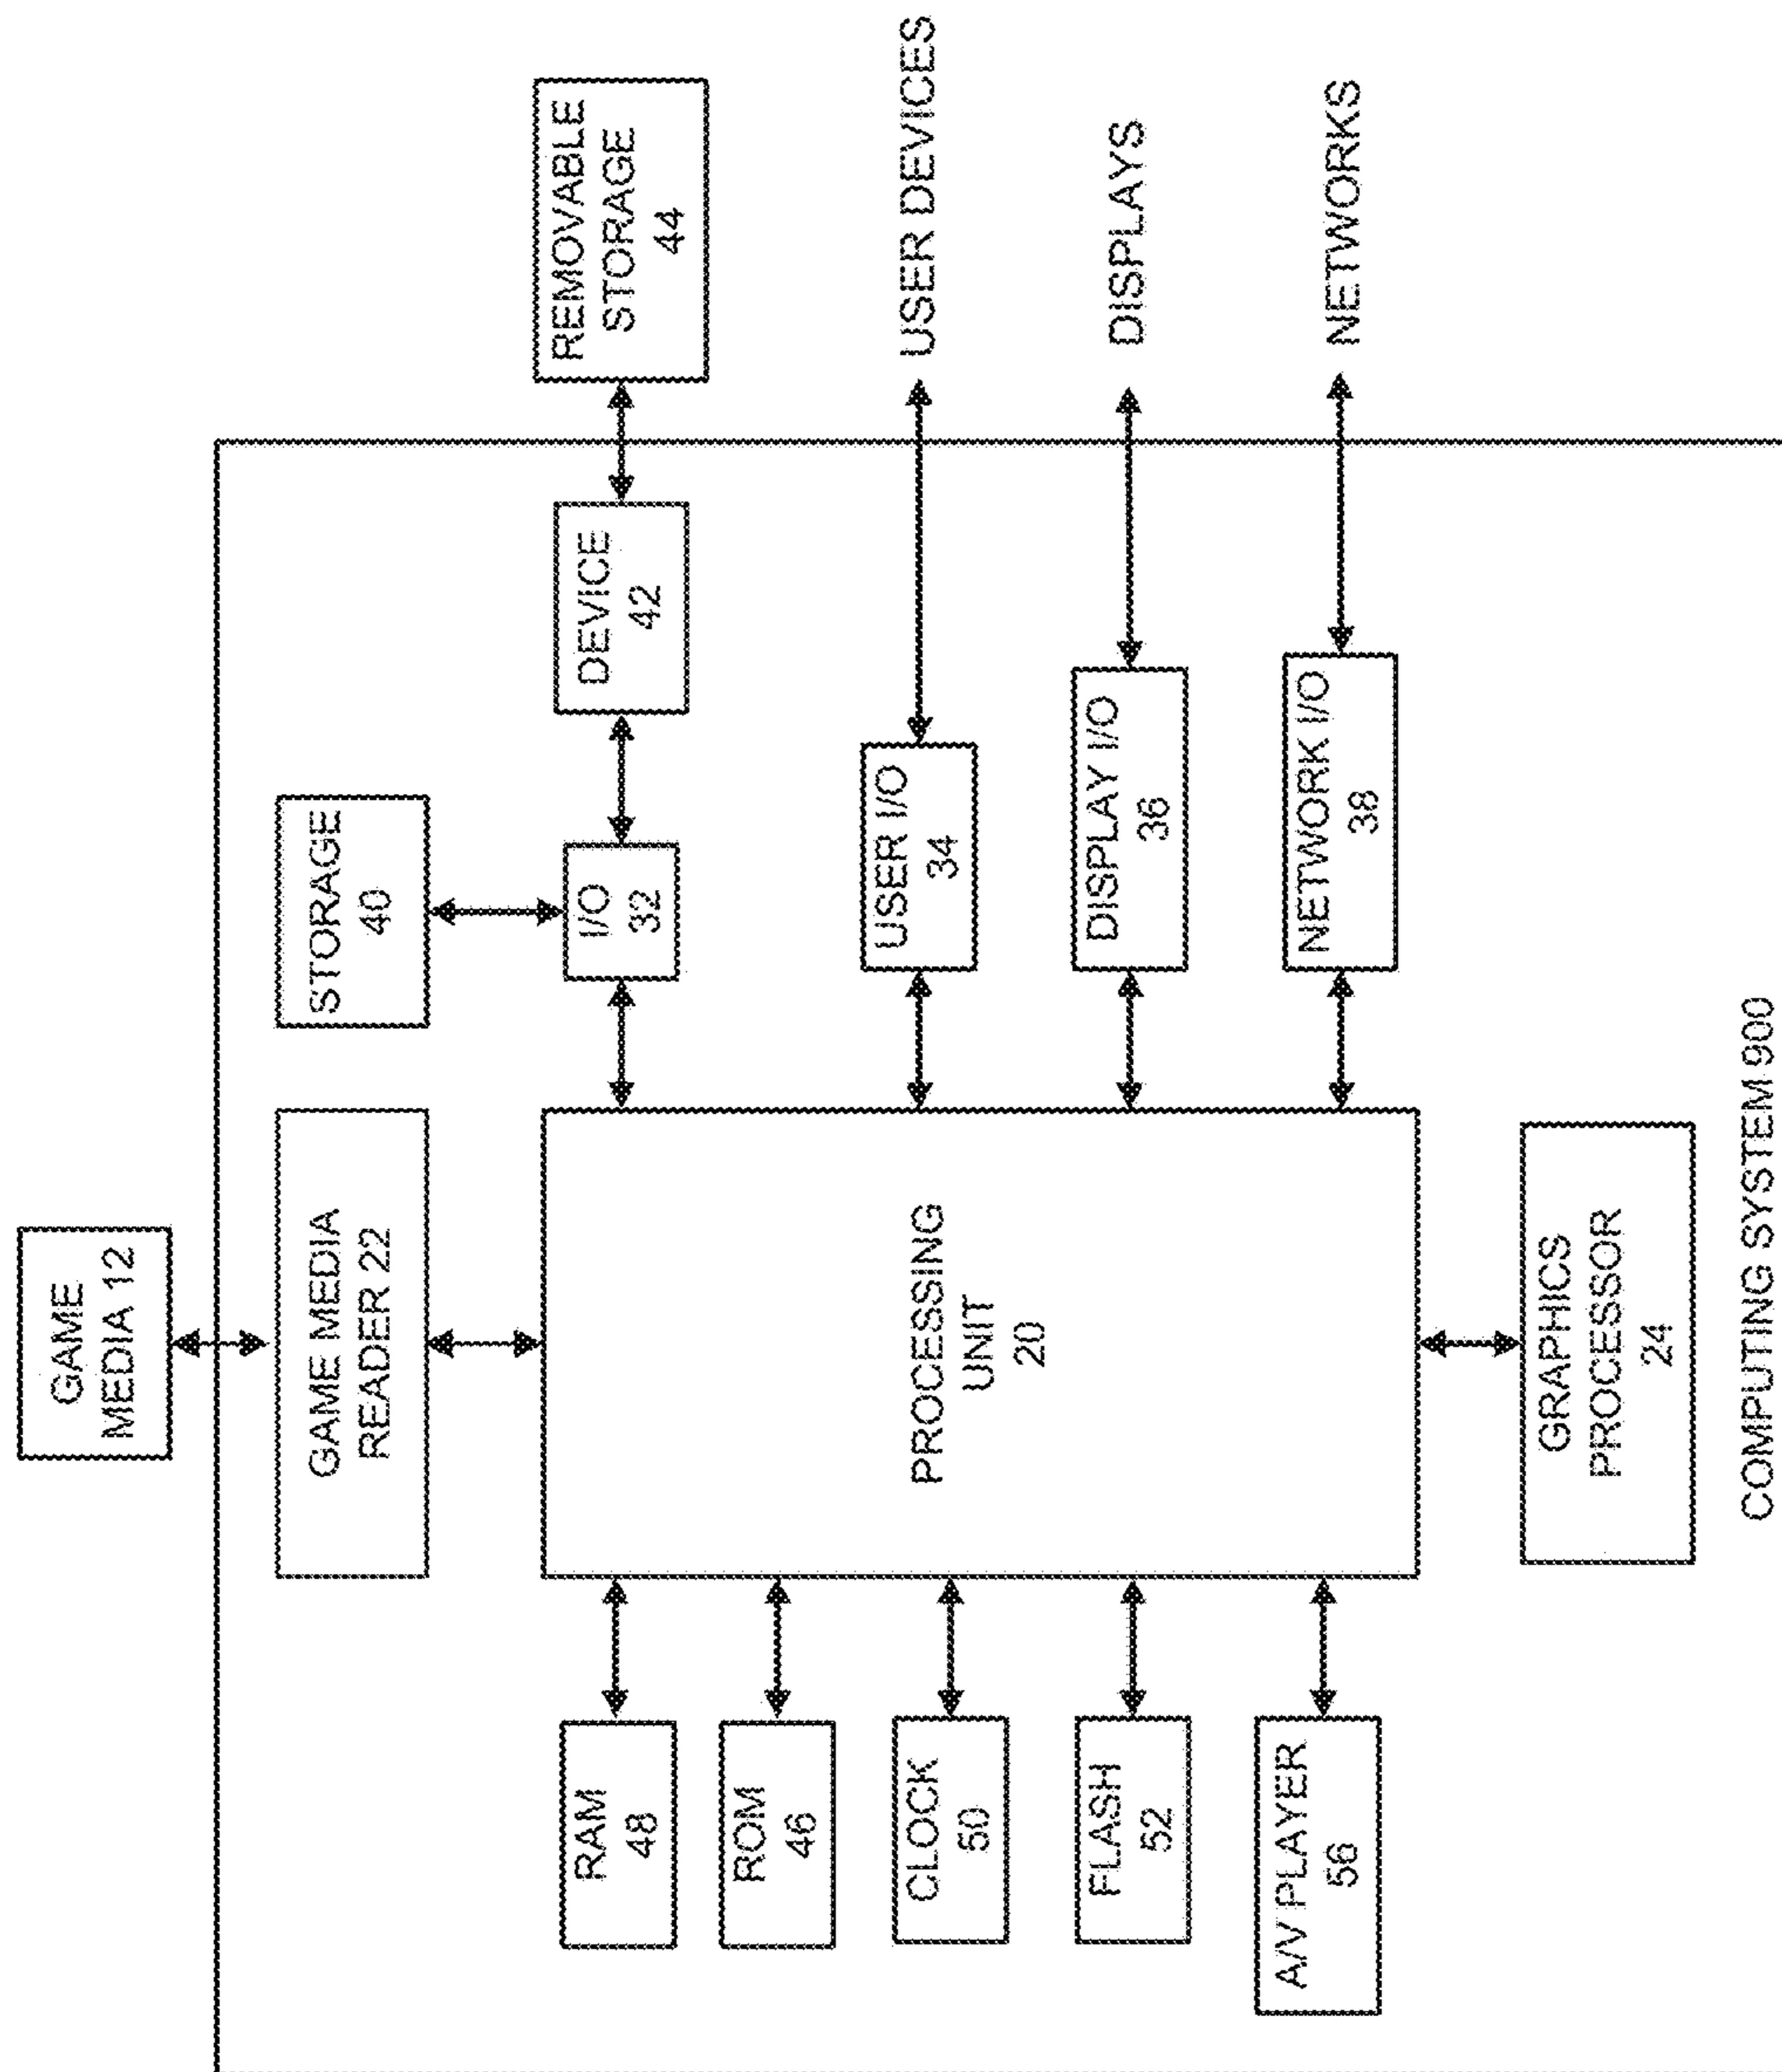 GAME
MEDIA 12
GAME MEDIA
READER 22
STORAGE
40
RAM
48
ROM
46
CLOCK
50
FLASH
52
A/V PLAYER
56
PROCESSING
UNIT
20
I/O
32
DEVICE
42
REMOVABLE
STORAGE
44
USER I/O
34
USER DEVICES
DISPLAY I/O
36
DISPLAYS
NETWORK I/O
38
NETWORKS
GRAPHICS
PROCESSOR
24
COMPUTING SYSTEM 900